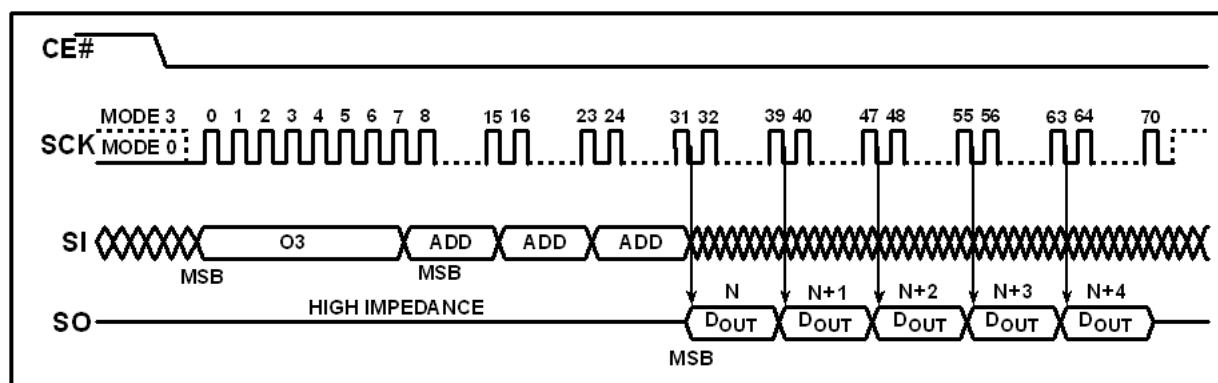 CE#
MODE 3
0 1 2 3 4 5 6 7 8 15 16 23 24 31 32 39 40 47 48 55 56 63 64 70
SCK
MODE 0
SI
O3
ADD
ADD
ADD
MSB
MSB
HIGH IMPEDANCE
N
N+1
N+2
N+3
N+4
SO
DOUT
DOUT
DOUT
DOUT
DOUT
MSB